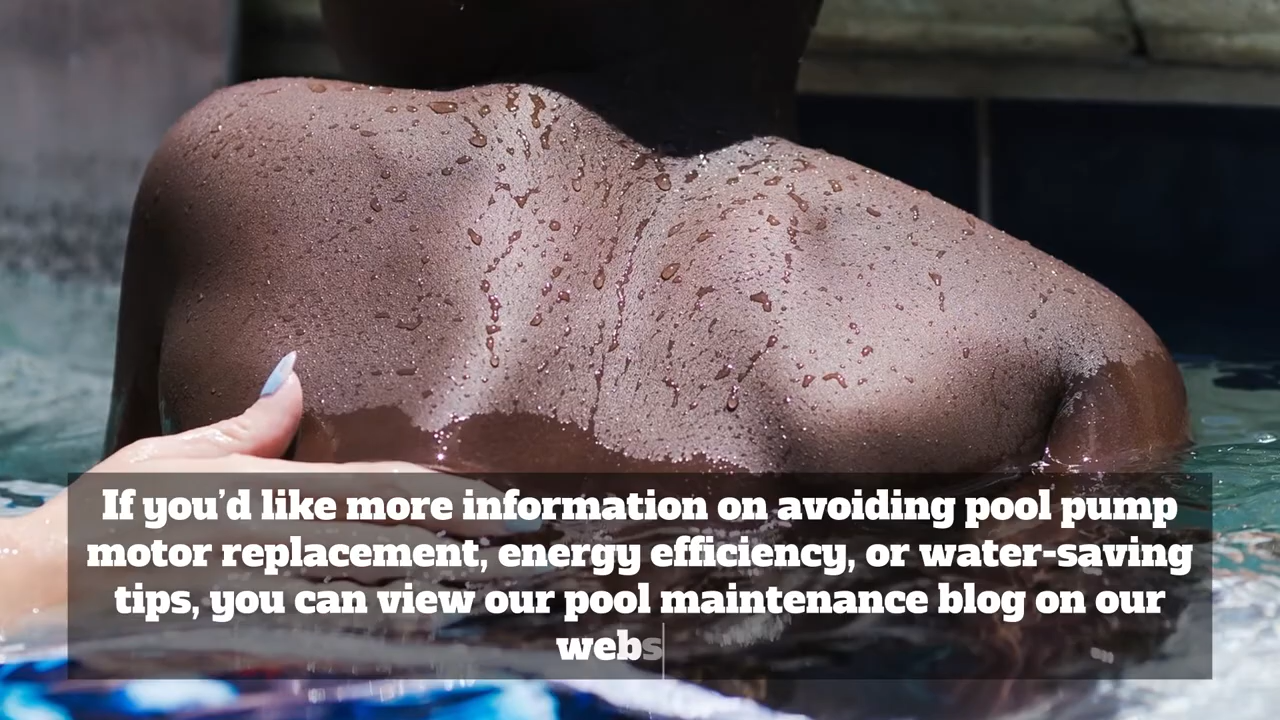 If you’d like more information on avoiding pool pump
motor replacement, energy efficiency, or water-saving
tips, you can view our pool maintenance blog on our
webs